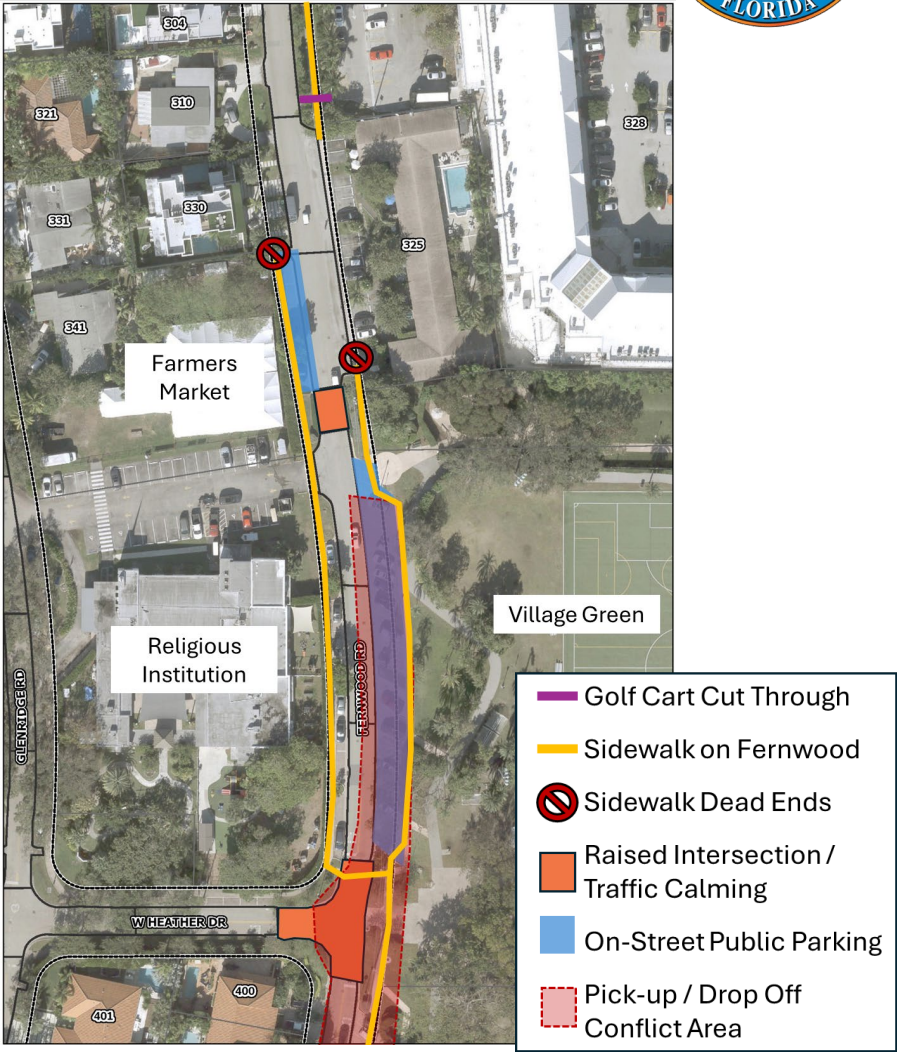 FLORIDA
304
321
310
328
331
330
325
341
Farmers
Market
Village Green
Religious
Institution
FERNWOOD RD
GLENRIDGE RD
W HEATHER DR
400
401
Golf Cart Cut Through
Sidewalk on Fernwood
Sidewalk Dead Ends
Raised Intersection /
Traffic Calming
On-Street Public Parking
Pick-up / Drop Off
Conflict Area